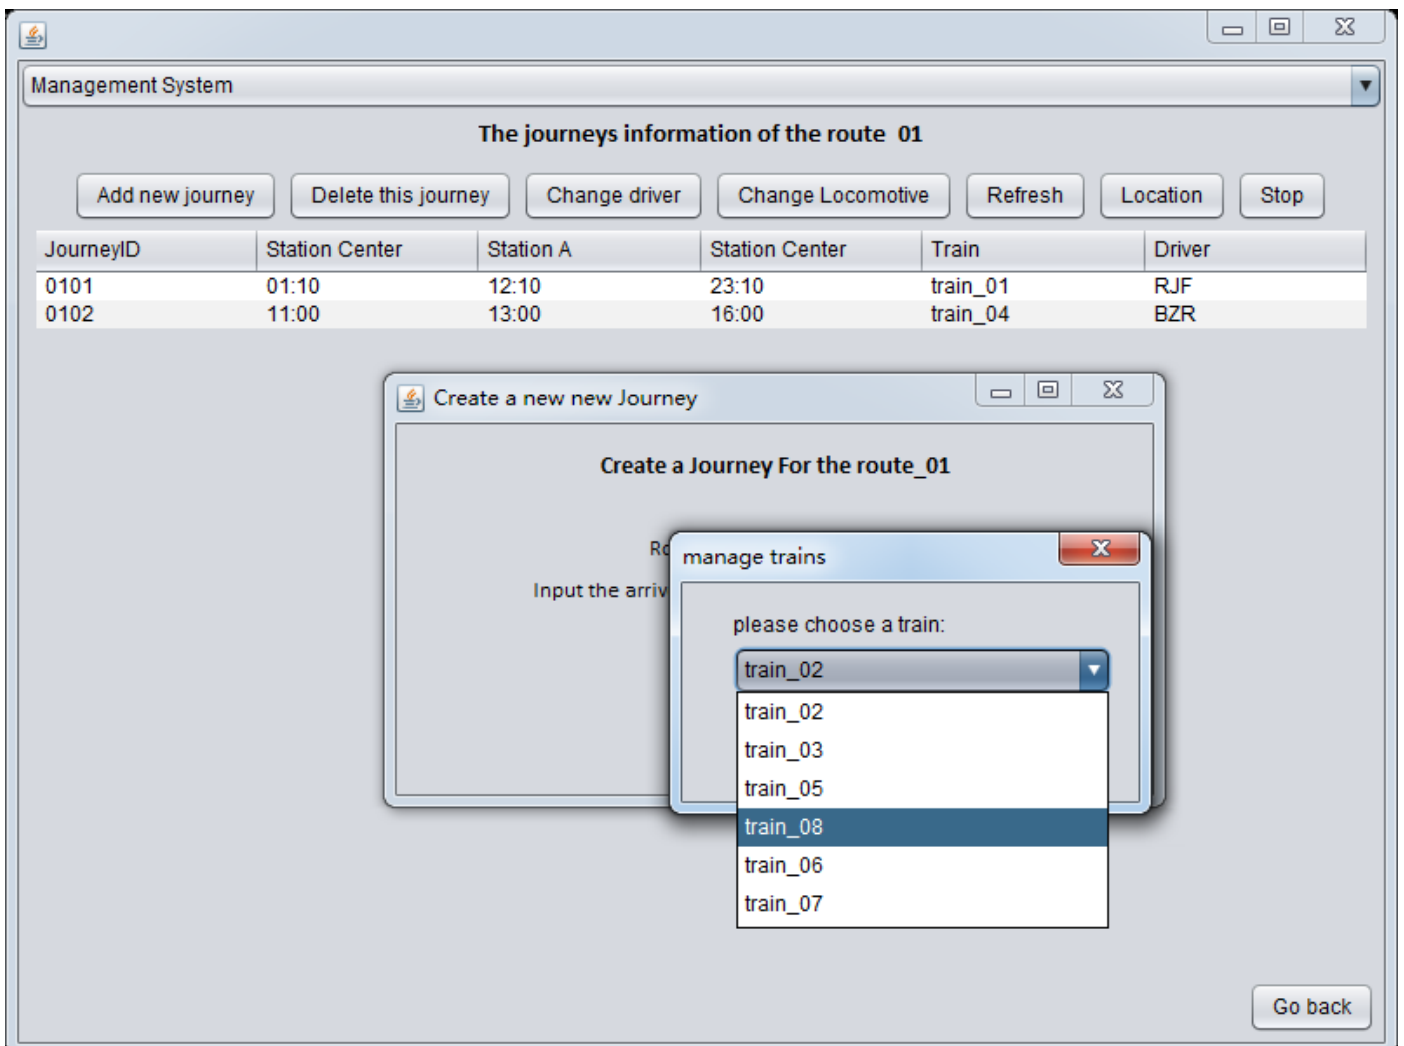 Management System
The journeys information of the route 01
Add new journey Delete this journey Change driver Change Locomotive Refresh Location Stop
JourneyID Station Center Station A Station Center Train Driver
0101 01:10 12:10 23:10 train_01 RJF
0102 11:00 13:00 16:00 train_04 BZR
Create a new new Journey
Create a Journey For the route_01
Input the
manage trains
please choose a train:
train_02
train_02
train_03
train_05
train_08
train_06
train_07
Go back